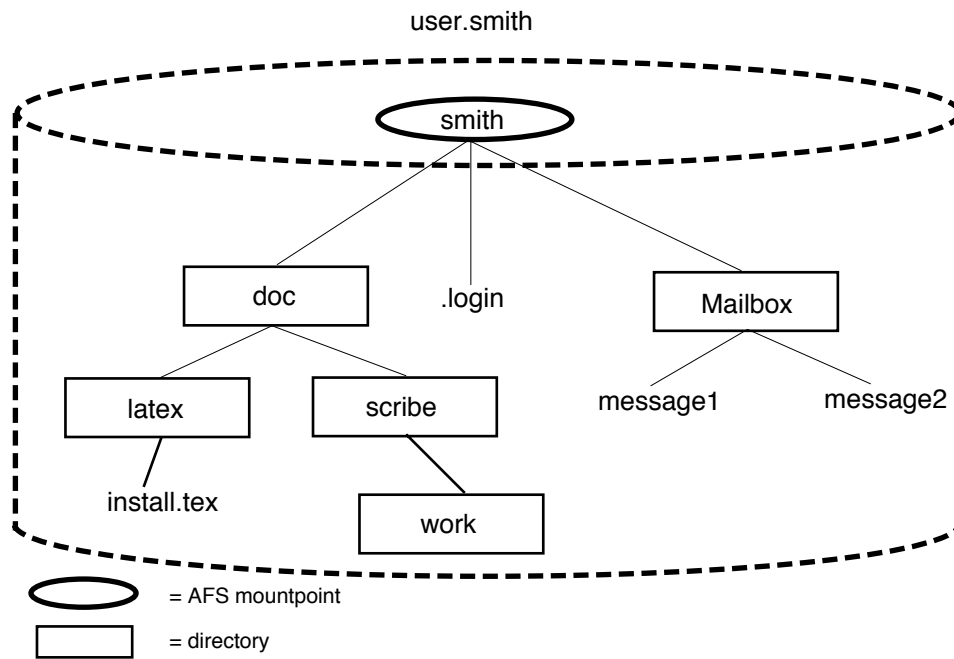 user.smith
smith
doc
.login
Mailbox
latex
scribe
message1
message2
install.tex
work
= AFS mountpoint
= directory